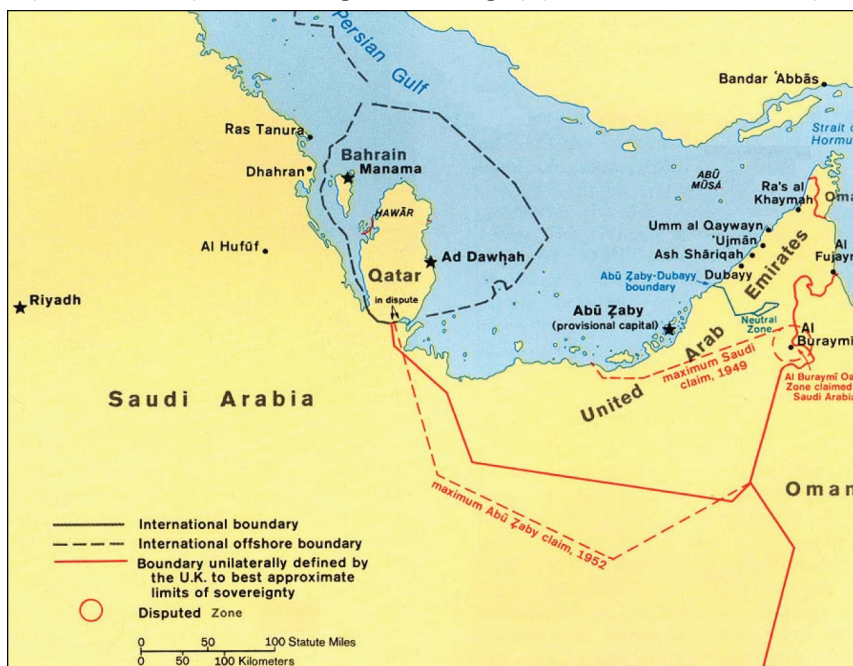 Persian Gulf
Bandar 'Abbās
Strait of
Hormu
Ras Tanura
Dhahran
Bahrain
Manama
HAWĀR
ABŪ
MŪSÁ
Ra's al
Khaymah
Oma
Umm al Qaywayn
'Ujmān
Ash Shāriqah
Dubayy
Al
Fujayr
Al Hufūf
Qatar
Ad Dawḥah
in dispute
Riyadh
Abū Ẓaby-Dubayy
boundary
Abū Ẓaby
(provisional capital)
Neutral
Zone
Al
Buraymī
United Arab Emirates
maximum Saudi
claim, 1949
Al Buraymī Oa
Zone claimed
Saudi Arabia
Saudi Arabia
Oman
maximum Abū Ẓaby claim, 1952
International boundary
International offshore boundary
Boundary unilaterally defined by
the U.K. to best approximate
limits of sovereignty
Disputed Zone
0 50 100 Statute Miles
0 50 100 Kilometers